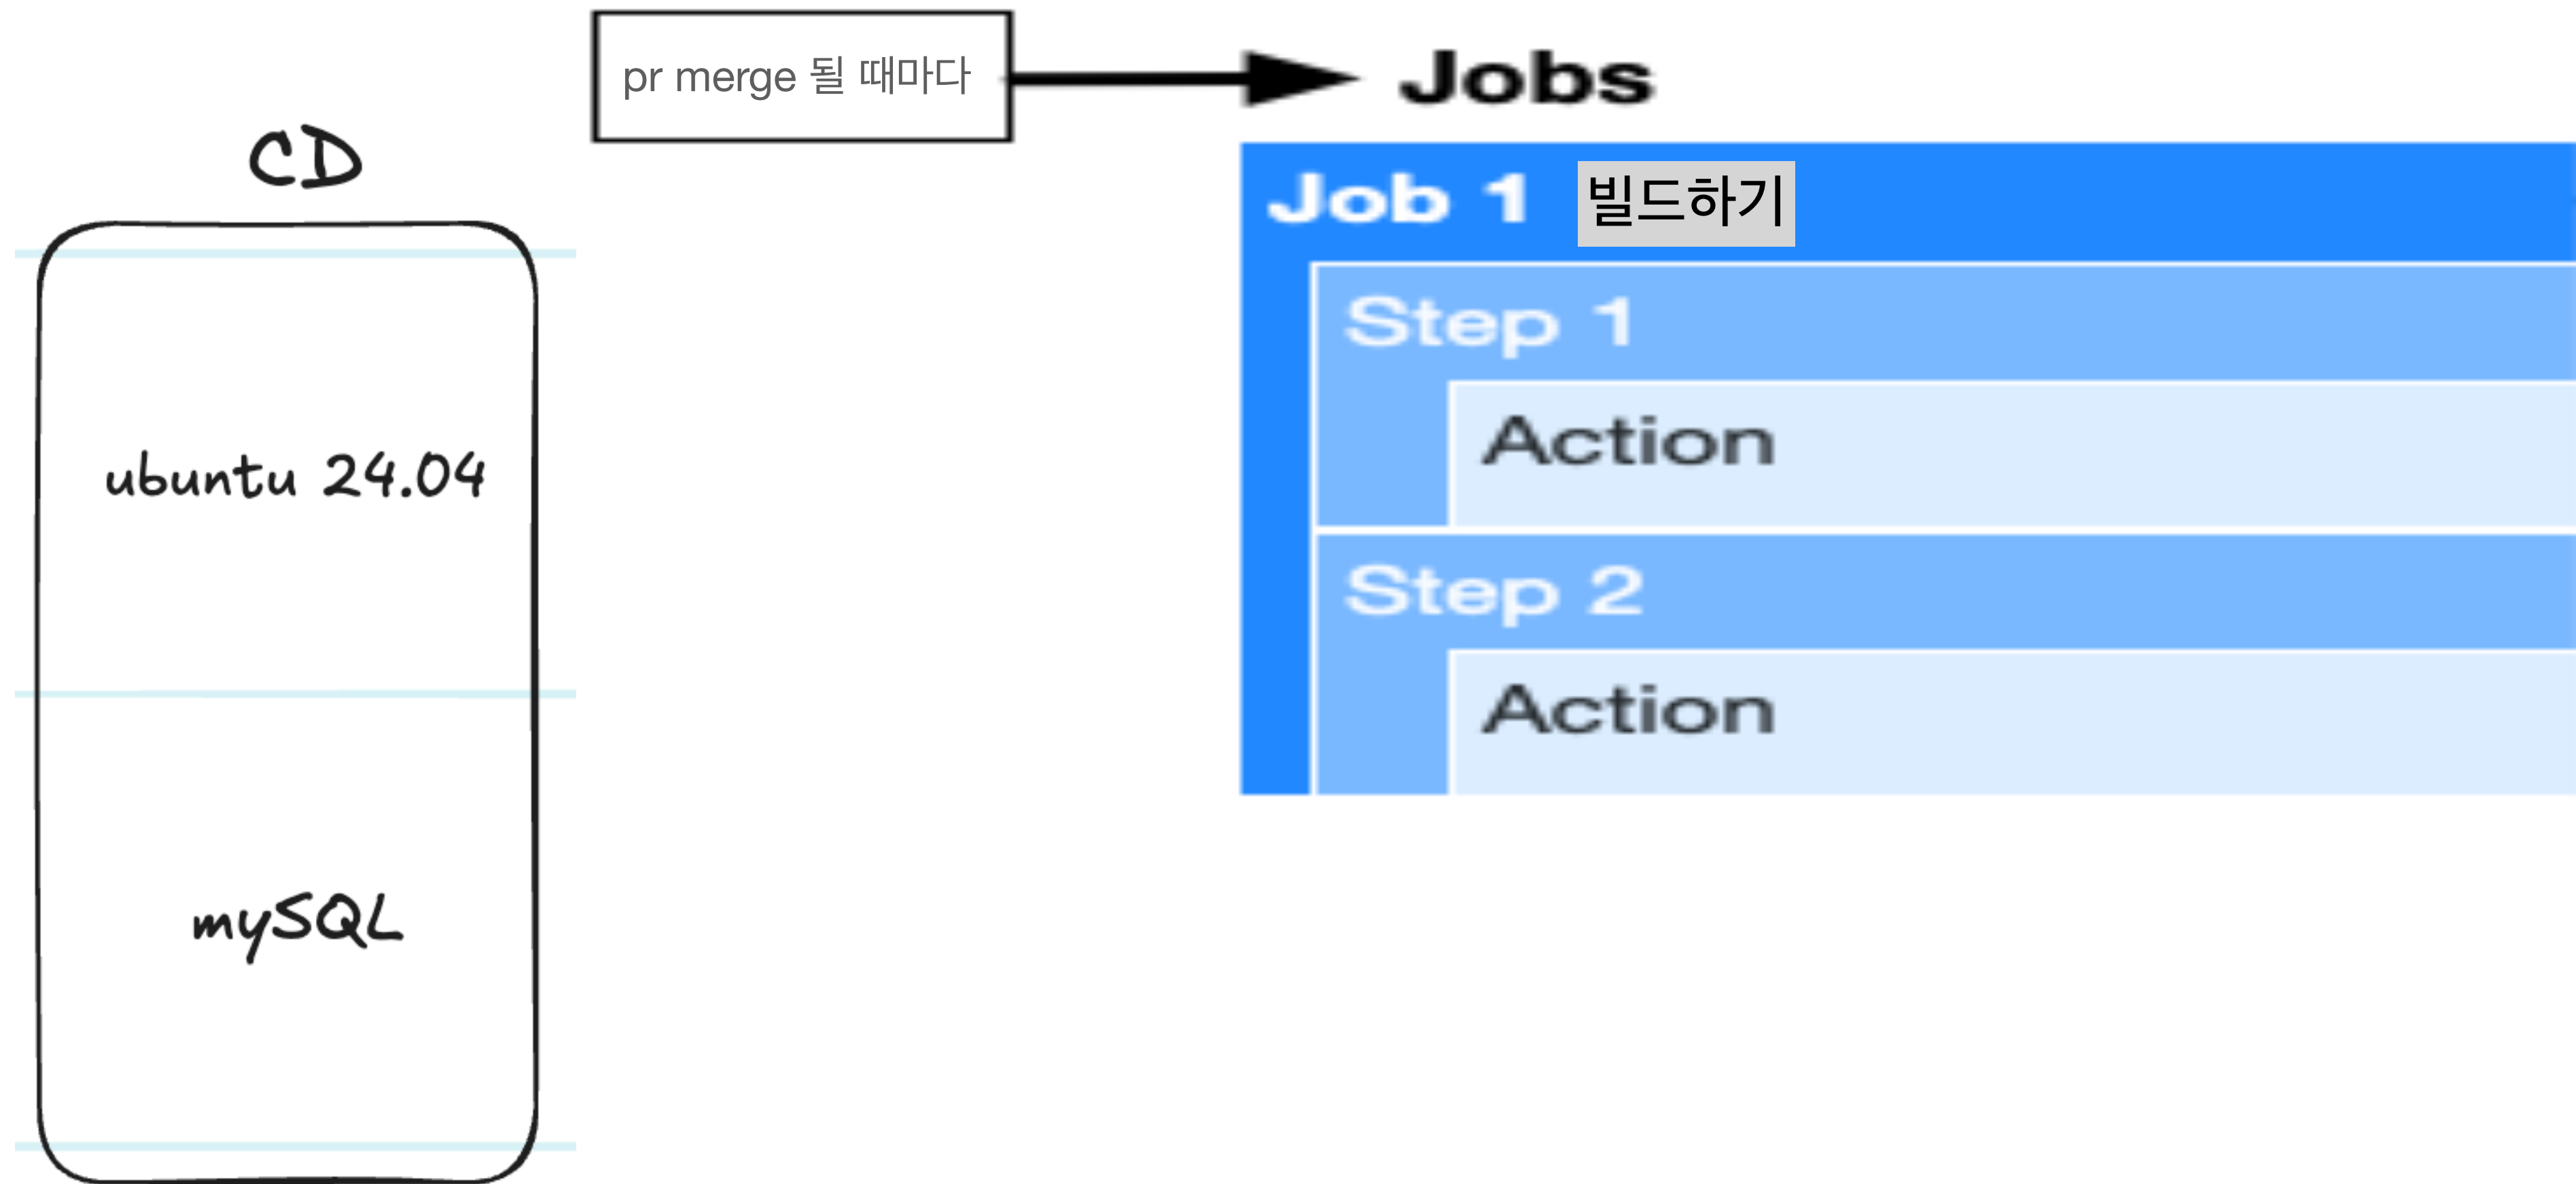 CD
ubuntu 24.04
mySQL
pr merge 될 때마다
Jobs
Job 1 빌드하기
Step 1
Action
Step 2
Action